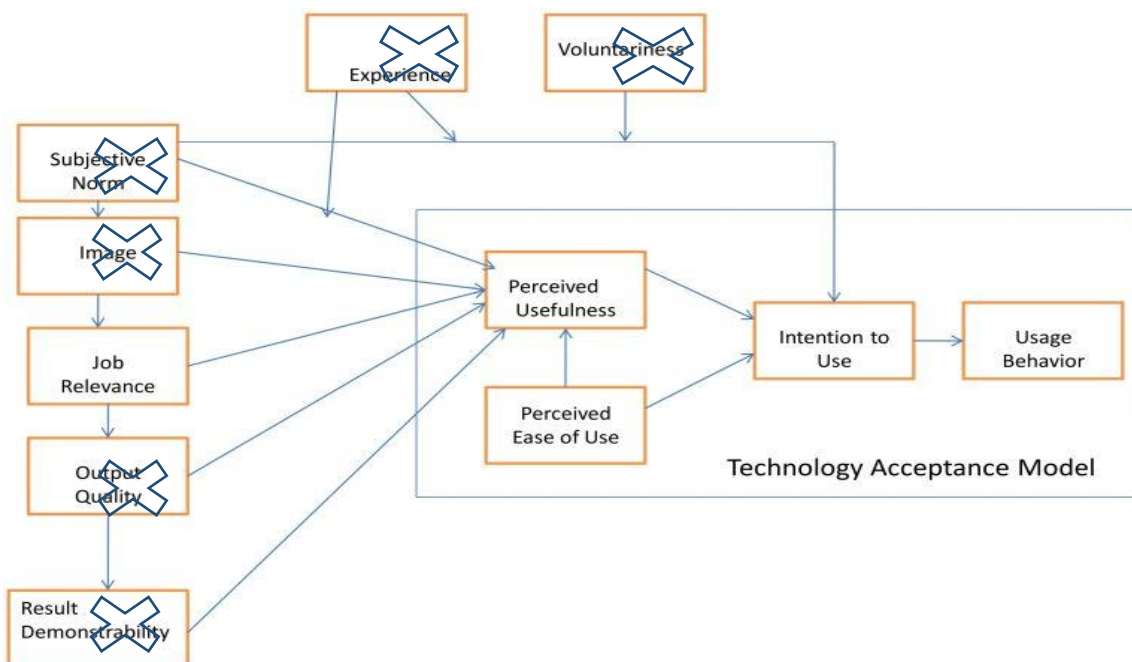 Experience
Voluntariness
Subjective
Norm
Image
Job
Relevance
Output
Quality
Result
Demonstrability
Perceived
Usefulness
Perceived
Ease of Use
Intention to
Use
Usage
Behavior
Technology Acceptance Model